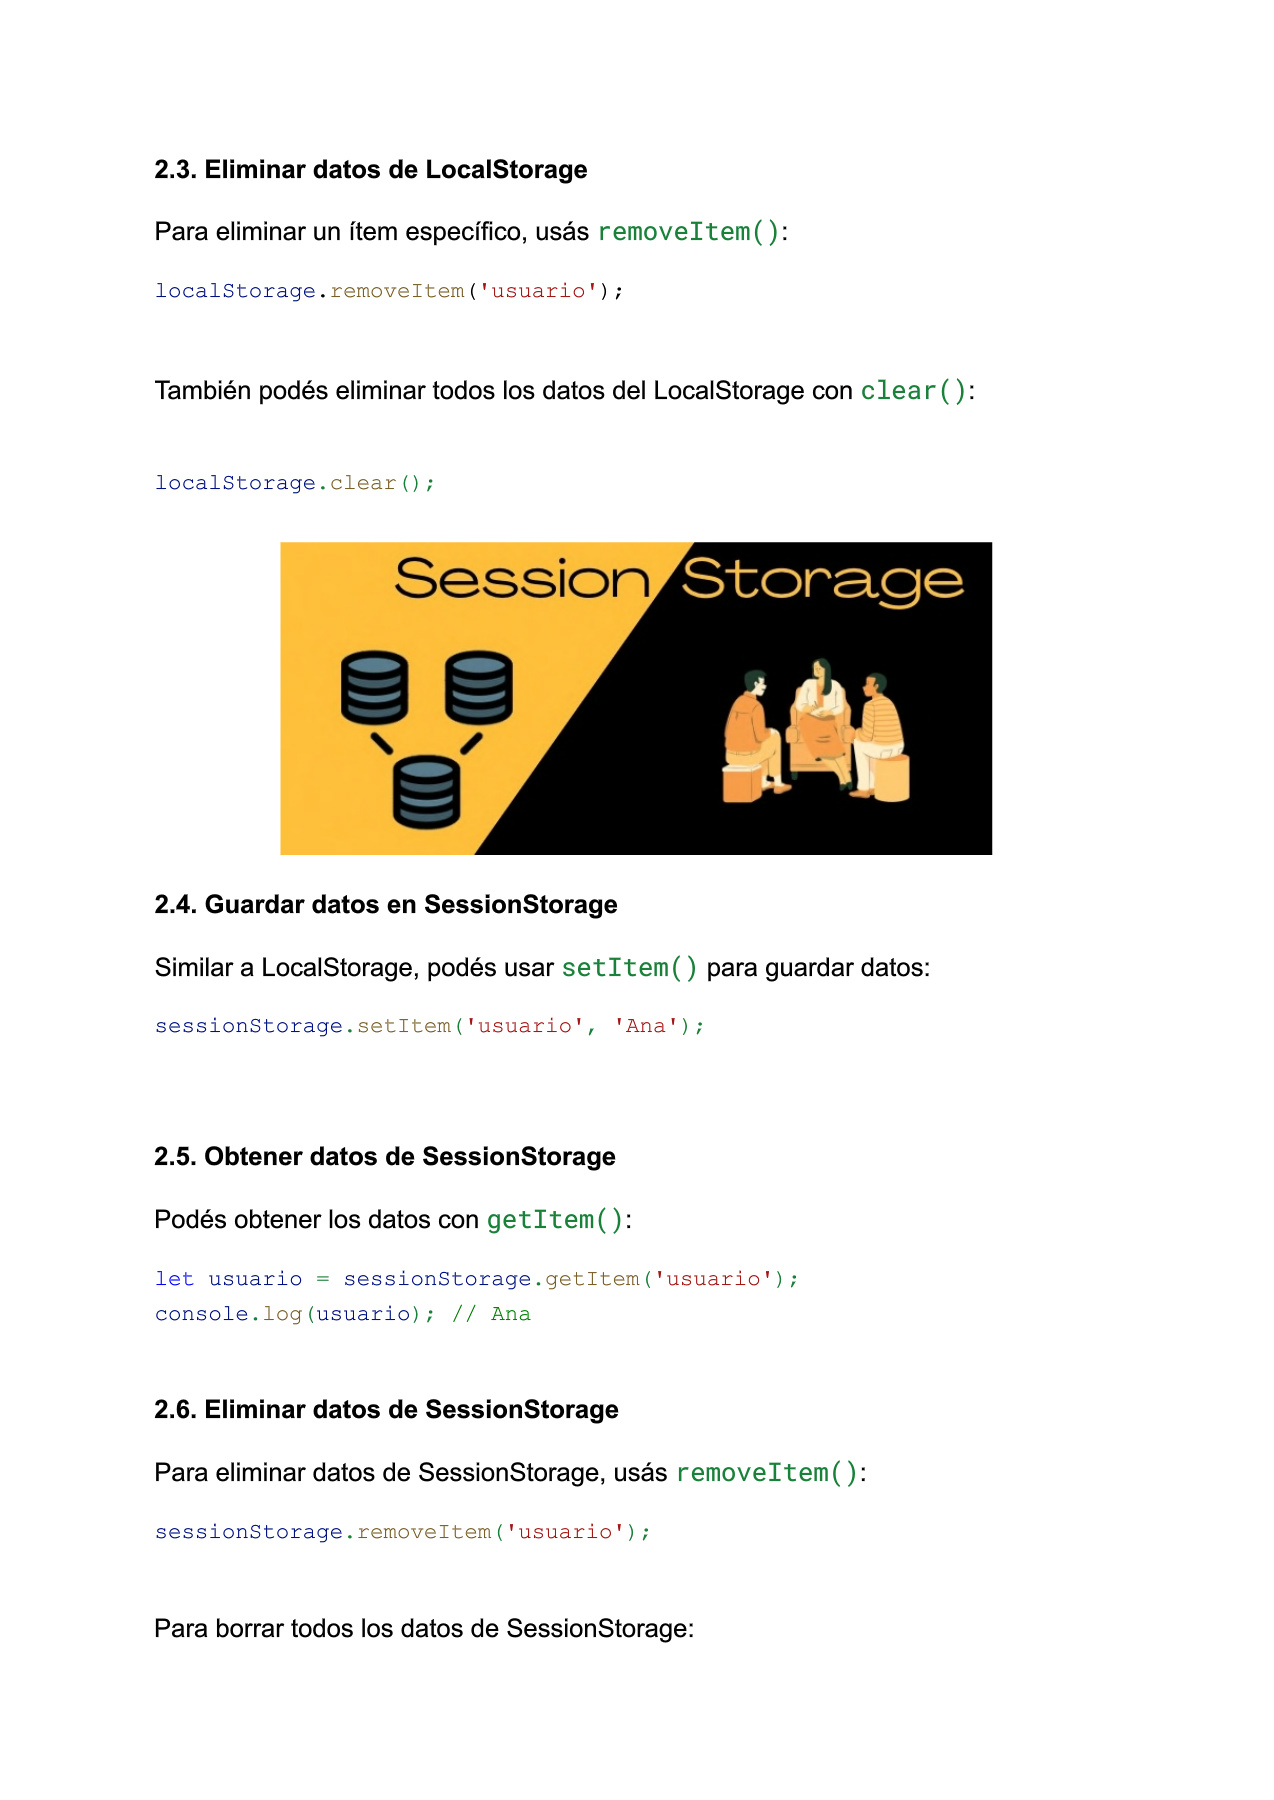 2.3. Eliminar datos de LocalStorage
Para eliminar un ítem específico, usás removeItem():
localStorage.removeItem('usuario');
También podés eliminar todos los datos del LocalStorage con clear():
localStorage.clear();
Session Storage
2.4. Guardar datos en SessionStorage
Similar a LocalStorage, podés usar setItem() para guardar datos:
sessionStorage.setItem('usuario', 'Ana');
2.5. Obtener datos de SessionStorage
Podés obtener los datos con getItem():
let usuario = sessionStorage.getItem('usuario');
console.log(usuario); // Ana
2.6. Eliminar datos de SessionStorage
Para eliminar datos de SessionStorage, usás removeItem():
sessionStorage.removeItem('usuario');
Para borrar todos los datos de SessionStorage: